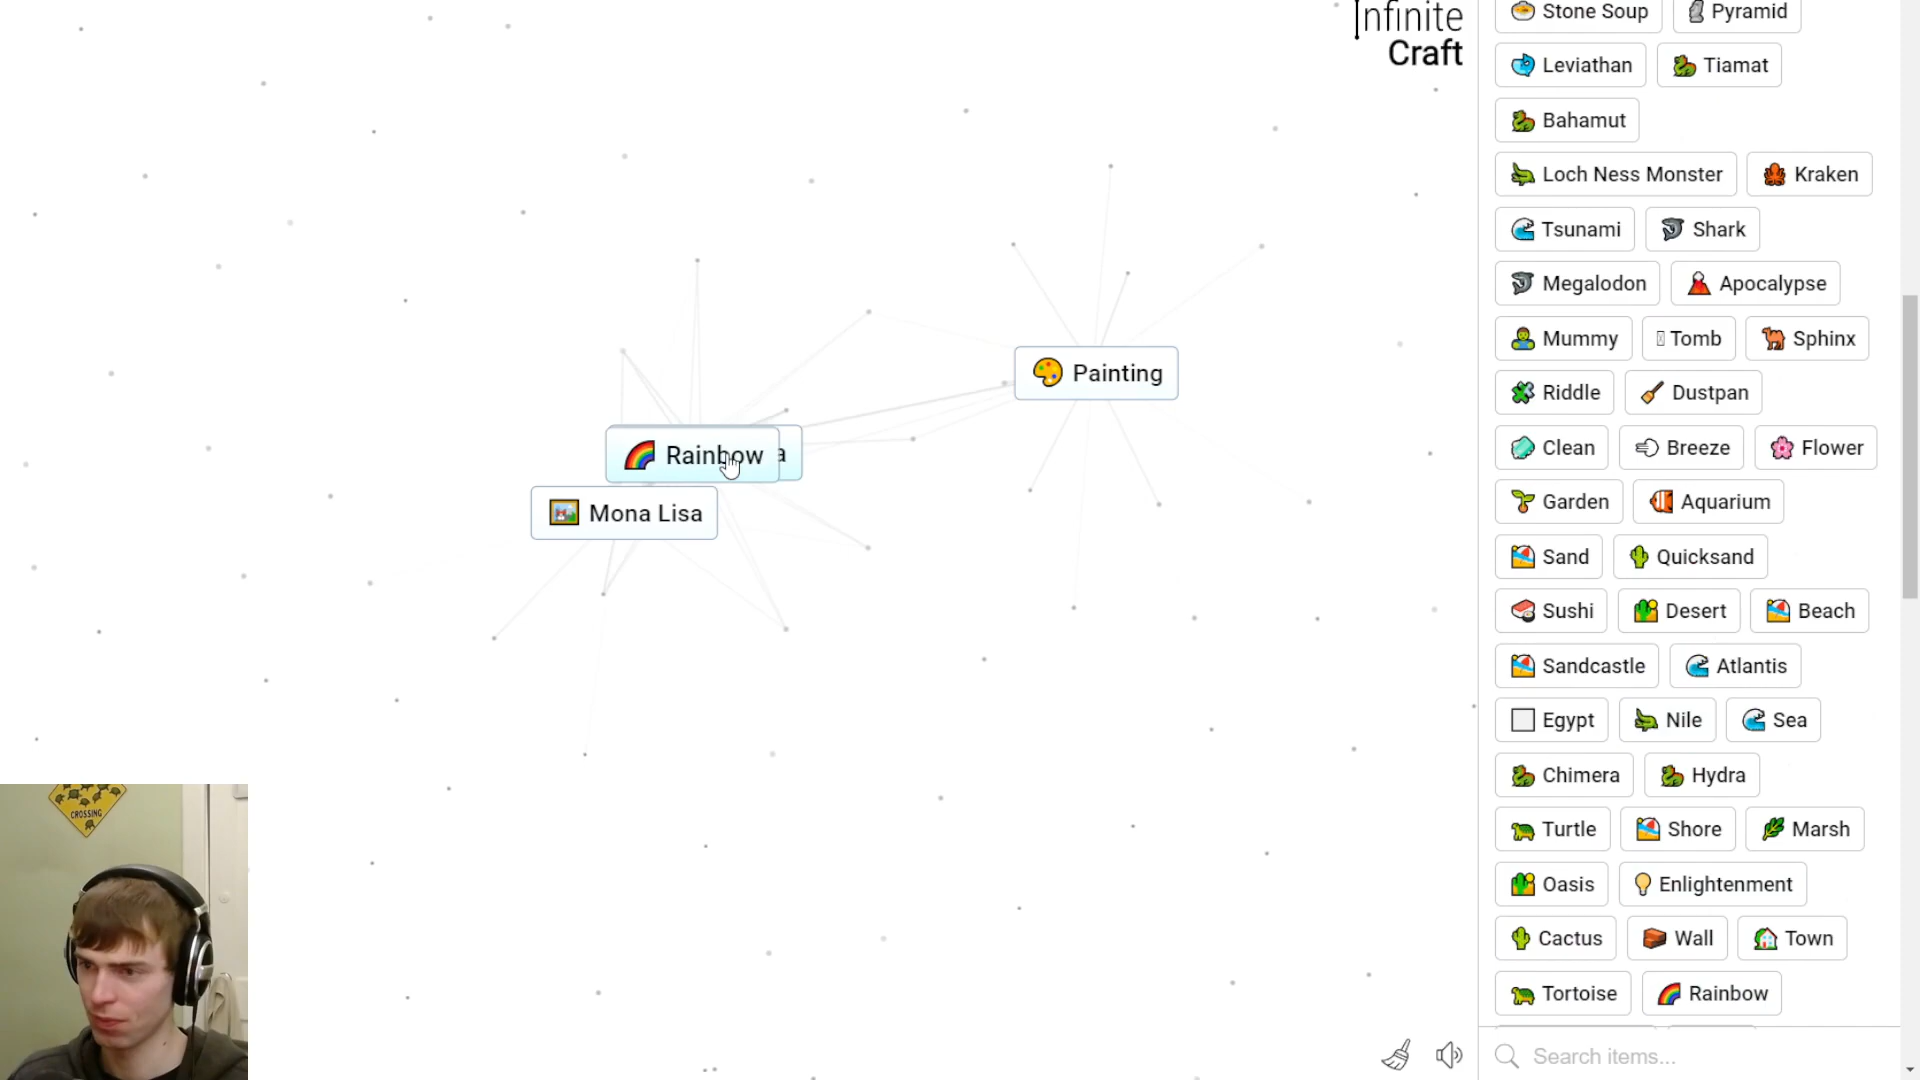 Infinite
Craft
Stone Soup
Pyramid
Leviathan
Tiamat
Bahamut
Loch Ness Monster
Kraken
Tsunami
Shark
Megalodon
Apocalypse
Painting
Mummy
Tomb
Sphinx
Riddle
Dustpan
Rainbow
a
Clean
Breeze
Flower
Mona Lisa
Garden
Aquarium
Sand
Quicksand
Sushi
Desert
Beach
Sandcastle
Atlantis
Egypt
Nile
Sea
Chimera
Hydra
CROSSING
Turtle
Shore
Marsh
Oasis
Enlightenment
Cactus
Wall
Town
Tortoise
Rainbow
Search items...